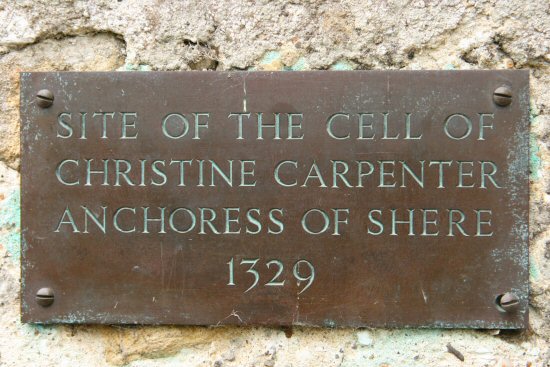 SITE OF THE CELL OF
CHRISTINE CARPENTER
ANCHORESS OF SHERE
1329